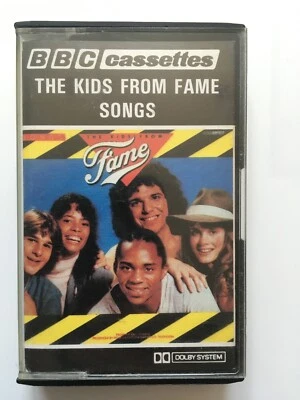 BBC cassettes
THE KIDS FROM FAME
SONGS
THE KIDS FROM
Fame
DOLBY SYSTEM